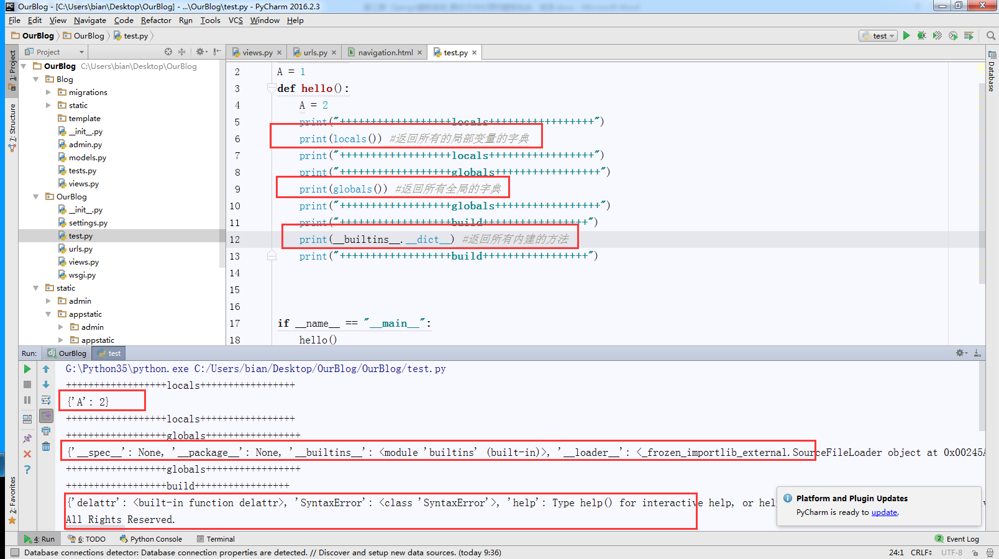 OurBlog - [C:\Users\bian\Desktop\OurBlog] - ...\OurBlog\test.py - PyCharm 2016.2.3
File Edit View Navigate Code Refactor Run Tools VCS Window Help
OurBlog OurBlog test.py test
Project views.py urls.py navigation.html test.py
1: Project
7: Structure
2: Favorites
Database
OurBlog C:\Users\bian\Desktop\OurBlog
Blog
migrations
static
template
__init__.py
admin.py
models.py
tests.py
views.py
OurBlog
__init__.py
settings.py
test.py
urls.py
views.py
wsgi.py
static
admin
appstatic
admin
appstatic
2 A = 1
3 def hello():
4 A = 2
5 print("++++++++++++++++++locals+++++++++++++++++")
6 print(locals()) #返回所有的局部变量的字典
7 print("++++++++++++++++++locals+++++++++++++++++")
8 print("++++++++++++++++++globals+++++++++++++++++")
9 print(globals()) #返回所有全局的字典
10 print("++++++++++++++++++globals+++++++++++++++++")
11 print("++++++++++++++++++build+++++++++++++++++")
12 print(__builtins__.__dict__) #返回所有内建的方法
13 print("++++++++++++++++++build+++++++++++++++++")
14
15
16
17 if __name__ == "__main__":
18 hello()
Run: OurBlog test
G:\Python35\python.exe C:/Users/bian/Desktop/OurBlog/OurBlog/test.py
++++++++++++++++++locals+++++++++++++++++
{'A': 2}
++++++++++++++++++locals+++++++++++++++++
++++++++++++++++++globals+++++++++++++++++
{'__spec__': None, '__package__': None, '__builtins__': <module 'builtins' (built-in)>, '__loader__': <_frozen_importlib_external.SourceFileLoader object at 0x00245A
++++++++++++++++++globals+++++++++++++++++
++++++++++++++++++build+++++++++++++++++
{'delattr': <built-in function delattr>, 'SyntaxError': <class 'SyntaxError'>, 'help': Type help() for interactive help, or hel
All Rights Reserved.
Platform and Plugin Updates
PyCharm is ready to update.
4: Run 6: TODO Python Console Terminal 2 Event Log
Database connections detector: Database connection properties are detected. // Discover and setup new data sources. (today 9:36) 24:1 CRLF UTF-8